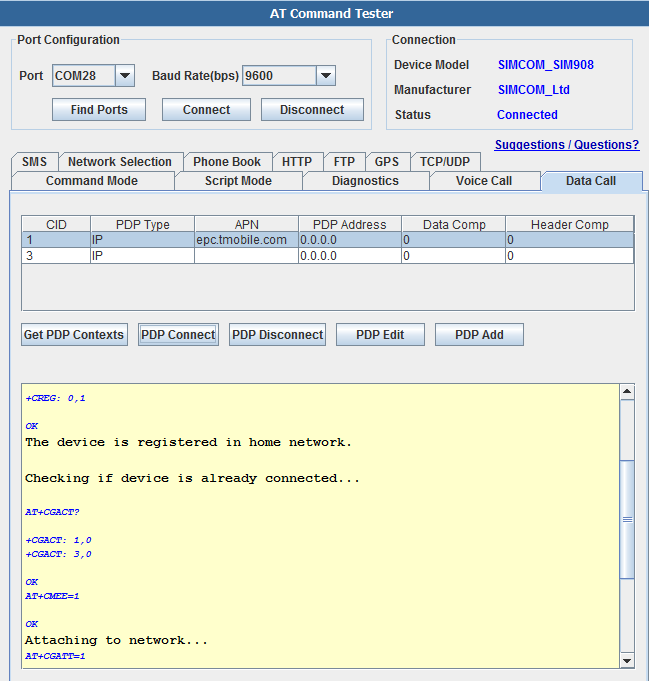 AT Command Tester
Port Configuration
Port COM28 Baud Rate(bps) 9600
Find Ports Connect Disconnect
Connection
Device Model SIMCOM_SIM908
Manufacturer SIMCOM_Ltd
Status Connected
Suggestions / Questions?
SMS Network Selection Phone Book HTTP FTP GPS TCP/UDP
Command Mode Script Mode Diagnostics Voice Call Data Call
CID PDP Type APN PDP Address Data Comp Header Comp
1 IP epc.tmobile.com 0.0.0.0 0 0
3 IP 0.0.0.0 0 0
Get PDP Contexts PDP Connect PDP Disconnect PDP Edit PDP Add
+CREG: 0,1
OK
The device is registered in home network.
Checking if device is already connected...
AT+CGACT?
+CGACT: 1,0
+CGACT: 3,0
OK
AT+CMEE=1
OK
Attaching to network...
AT+CGATT=1